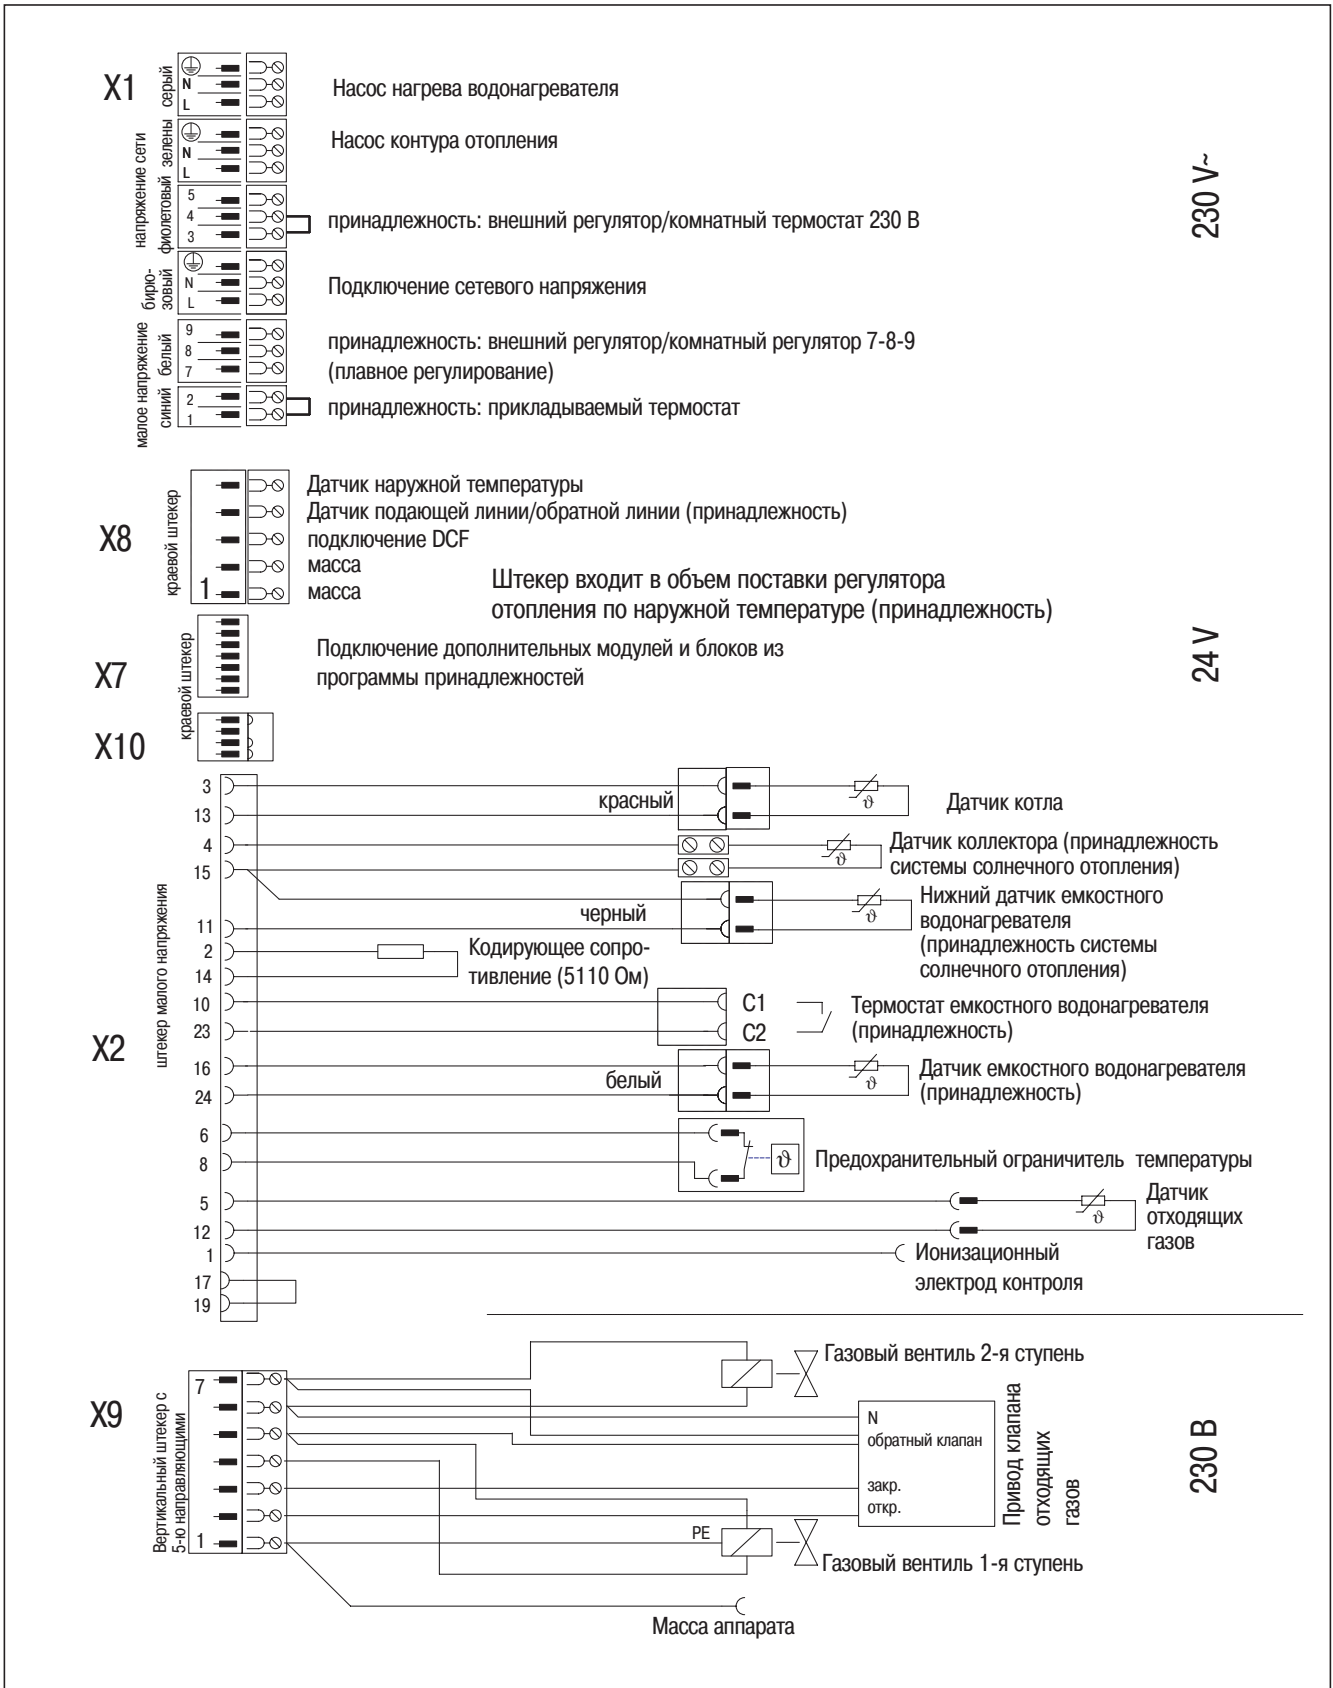 X1
серый
N
L
Насос нагрева водонагревателя
напряжение сети
зелены
N
L
Насос контура отопления
фиолетовый
5
4
3
принадлежность: внешний регулятор/комнатный термостат 230 В
230 V~
бирю-
зовый
N
L
Подключение сетевого напряжения
малое напряжение
белый
9
8
7
принадлежность: внешний регулятор/комнатный регулятор 7-8-9
(плавное регулирование)
синий
2
1
принадлежность: прикладываемый термостат
X8
краевой штекер
1
Датчик наружной температуры
Датчик подающей линии/обратной линии (принадлежность)
подключение DCF
масса
масса
Штекер входит в объем поставки регулятора
отопления по наружной температуре (принадлежность)
X7
краевой штекер
Подключение дополнительных модулей и блоков из
программы принадлежностей
24 V
X10
X2
штекер малого напряжения
3
13
красный
ϑ
Датчик котла
4
15
ϑ
Датчик коллектора (принадлежность
системы солнечного отопления)
11
черный
ϑ
Нижний датчик емкостного
водонагревателя
(принадлежность системы
солнечного отопления)
2
14
Кодирующее сопро-
тивление (5110 Ом)
10
23
C1
C2
Термостат емкостного водонагревателя
(принадлежность)
16
24
белый
ϑ
Датчик емкостного водонагревателя
(принадлежность)
6
8
ϑ
Предохранительный ограничитель температуры
5
12
ϑ
Датчик
отходящих
газов
1
Ионизационный
электрод контроля
17
19
X9
Вертикальный штекер с
5-ю направляющими
7
1
Газовый вентиль 2-я ступень
N
обратный клапан
закр.
откр.
Привод клапана
отходящих
газов
230 В
PE
Газовый вентиль 1-я ступень
Масса аппарата